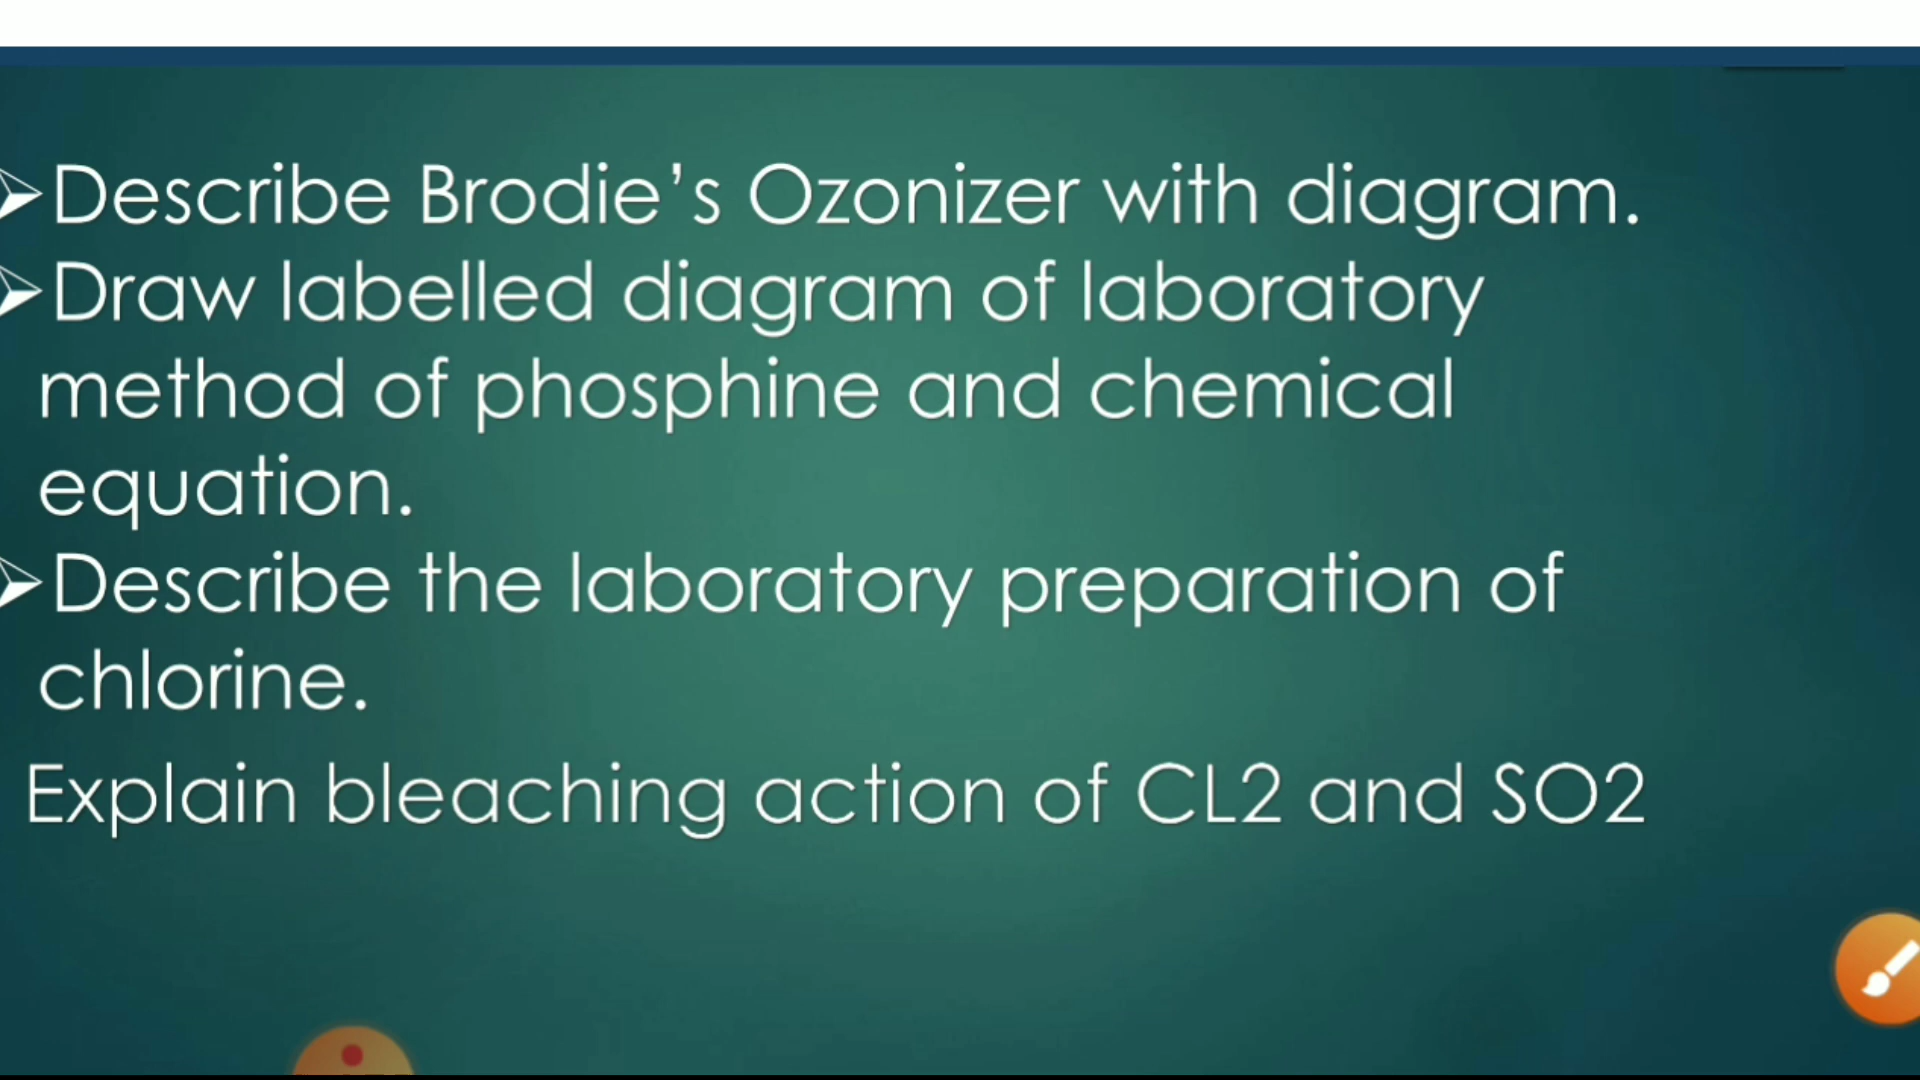 ➢Describe Brodie’s Ozonizer with diagram.
➢Draw labelled diagram of laboratory
method of phosphine and chemical
equation.
➢Describe the laboratory preparation of
chlorine.
Explain bleaching action of CL2 and SO2